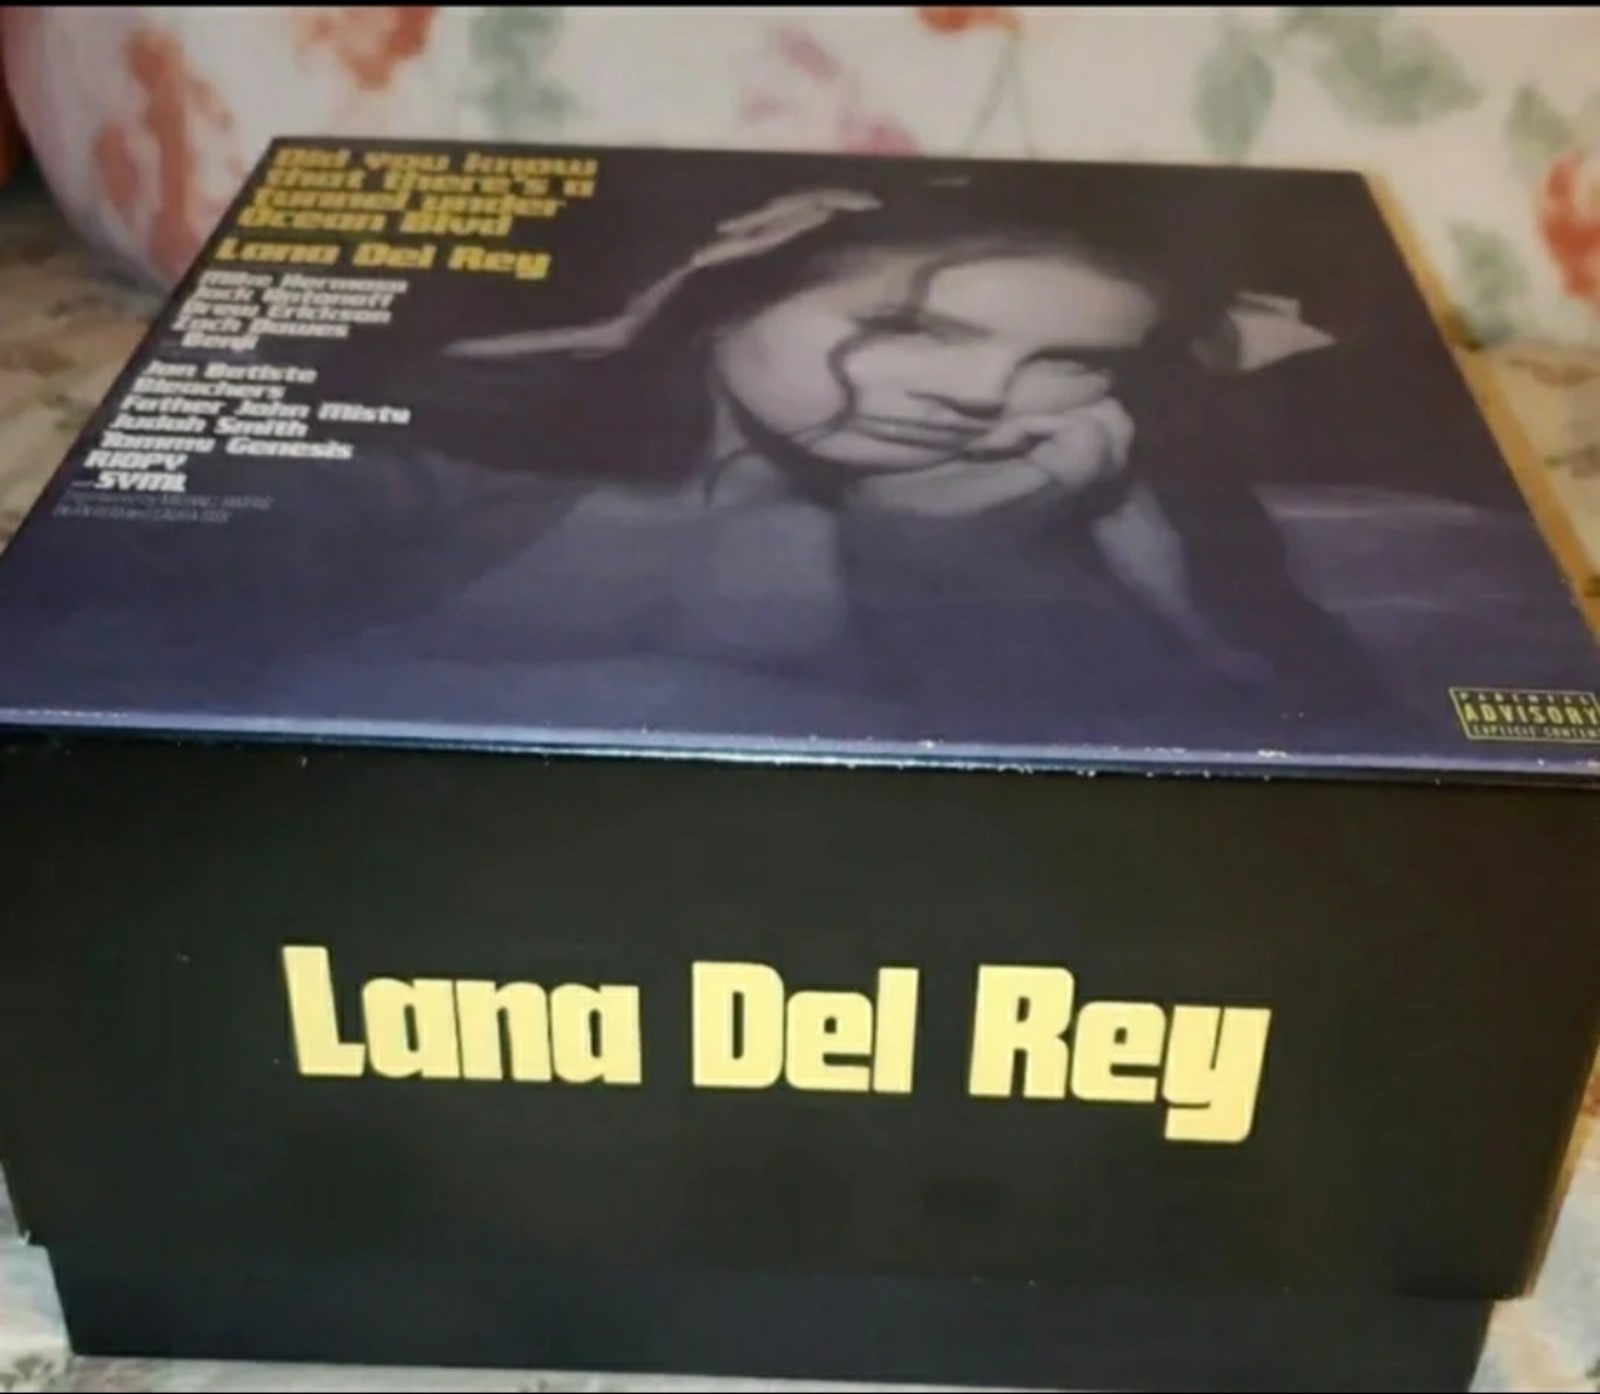 Did you know
that there's a
tunnel under
Ocean Blvd
Lana Del Rey
Mike Hermosa
Jack Antonoff
Drew Erickson
Zach Dawes
Benji
Jon Batiste
Bleachers
Father John Misty
Judah Smith
Tommy Genesis
RIOPY
SYML
PARENTAL
ADVISORY
EXPLICIT CONTENT
Lana Del Rey